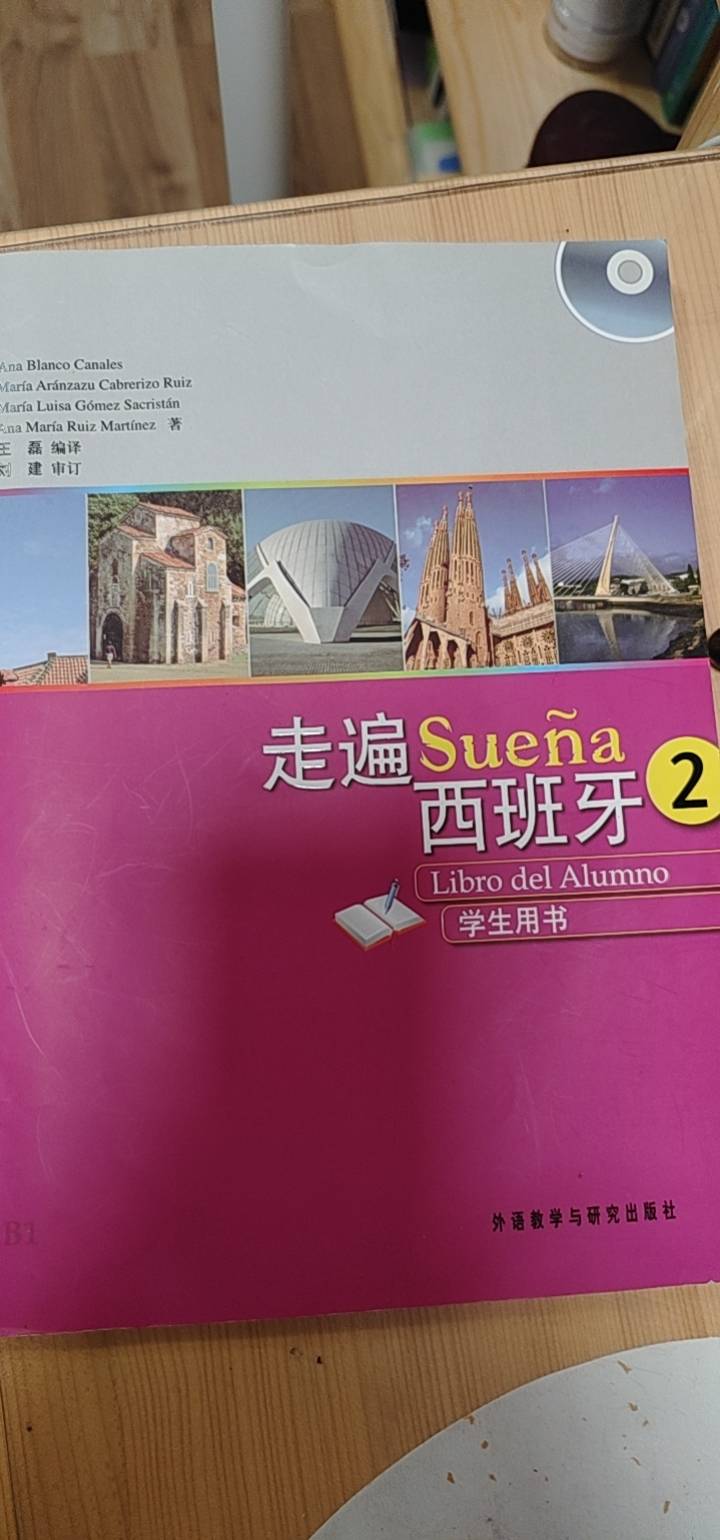 Ana Blanco Canales
María Aránzazu Cabrerizo Ruiz
María Luisa Gómez Sacristán
Ana María Ruiz Martínez 著
王 磊 编译
刘 建 审订
走遍Sueña
西班牙2
Libro del Alumno
学生用书
外语教学与研究出版社
B1